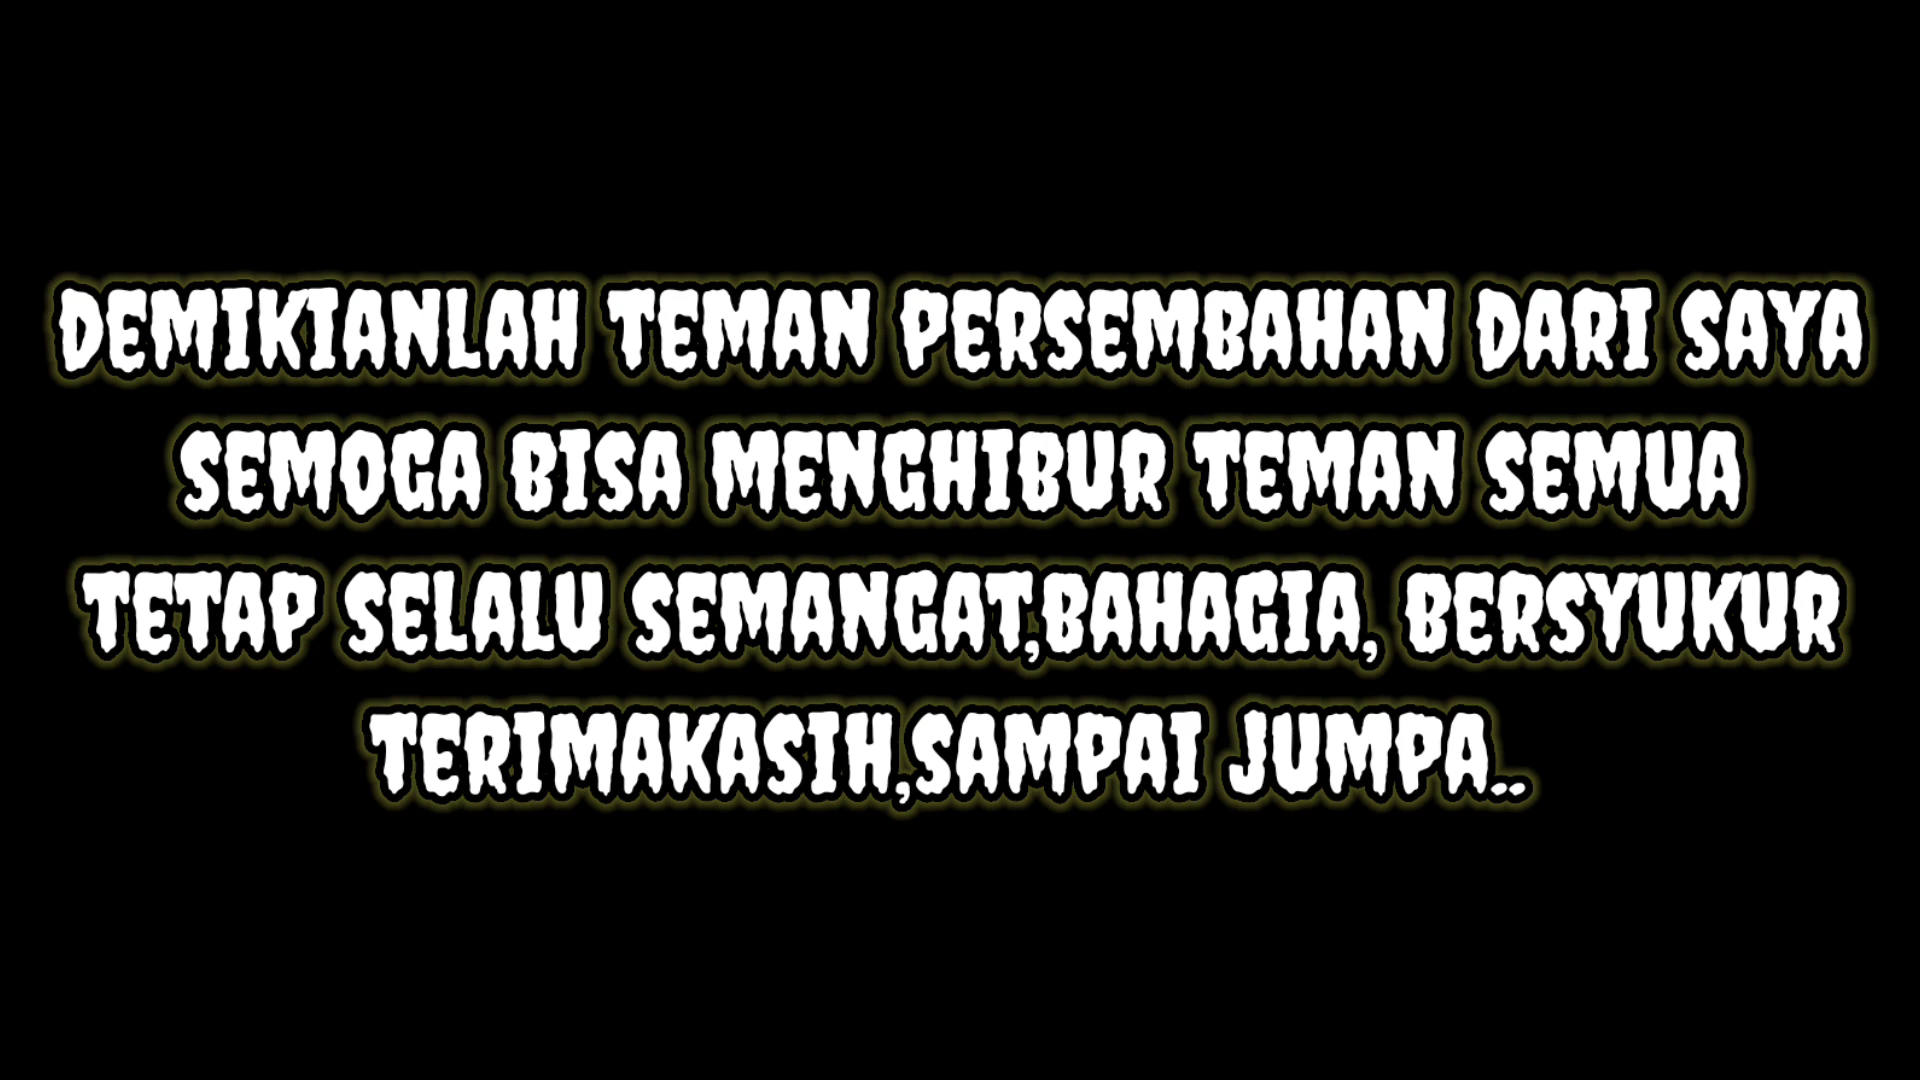 DEMIKIANLAH TEMAN PERSEMBAHAN DARI SAYA
SEMOGA BISA MENGHIBUR TEMAN SEMUA
TETAP SELALU SEMANGAT,BAHAGIA, BERSYUKUR
TERIMAKASIH,SAMPAI JUMPA..